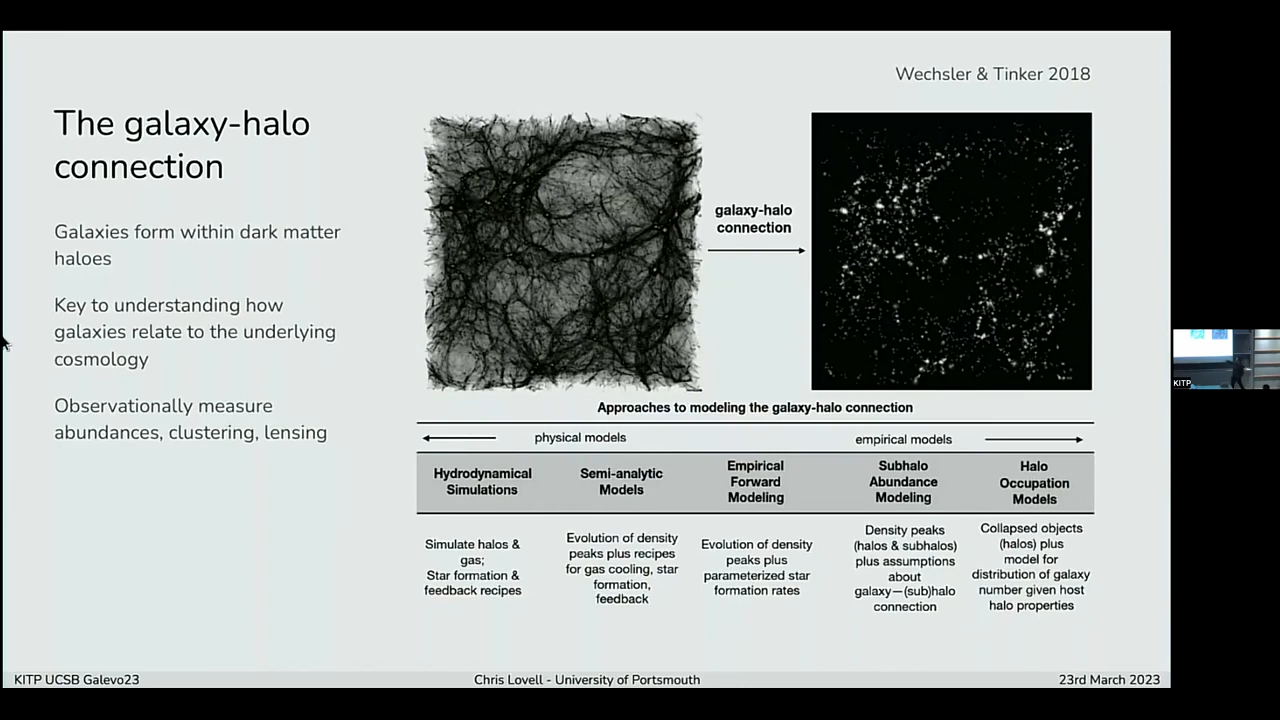 Wechsler & Tinker 2018
The galaxy-halo
connection
Galaxies form within dark matter
haloes
Key to understanding how
galaxies relate to the underlying
cosmology
Observationally measure
abundances, clustering, lensing
galaxy-halo
connection
Approaches to modeling the galaxy-halo connection
physical models
empirical models
Hydrodynamical
Simulations
Semi-analytic
Models
Empirical
Forward
Modeling
Subhalo
Abundance
Modeling
Halo
Occupation
Models
Simulate halos &
gas;
Star formation &
feedback recipes
Evolution of density
peaks plus recipes
for gas cooling, star
formation,
feedback
Evolution of density
peaks plus
parameterized star
formation rates
Density peaks
(halos & subhalos)
plus assumptions
about
galaxy—(sub)halo
connection
Collapsed objects
(halos) plus
model for
distribution of galaxy
number given host
halo properties
KITP UCSB Galevo23
Chris Lovell - University of Portsmouth
23rd March 2023
KITP